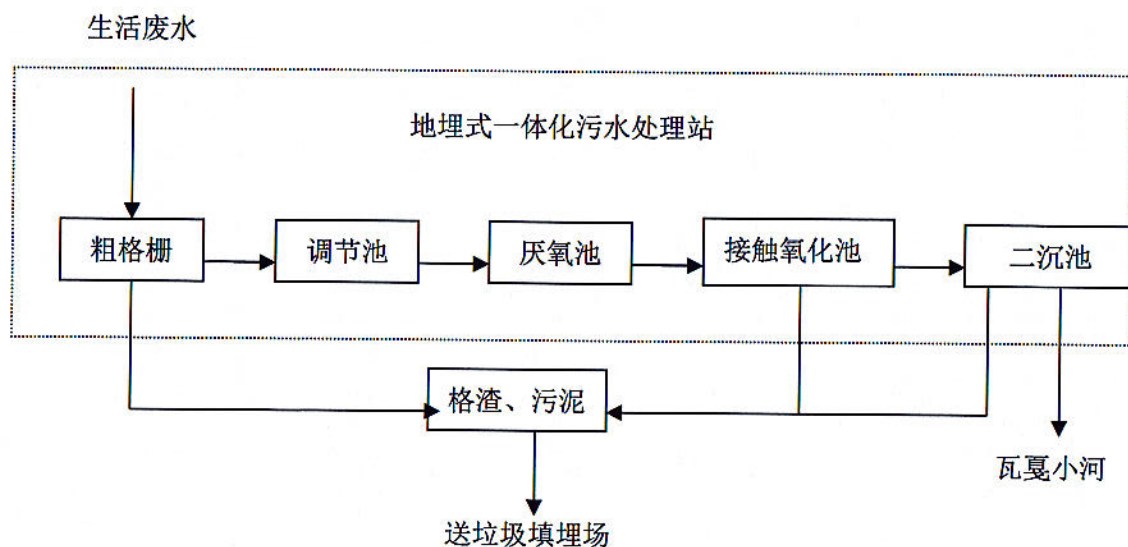 生活废水
地埋式一体化污水处理站
粗格栅
调节池
厌氧池
接触氧化池
二沉池
格渣、污泥
瓦戛小河
送垃圾填埋场